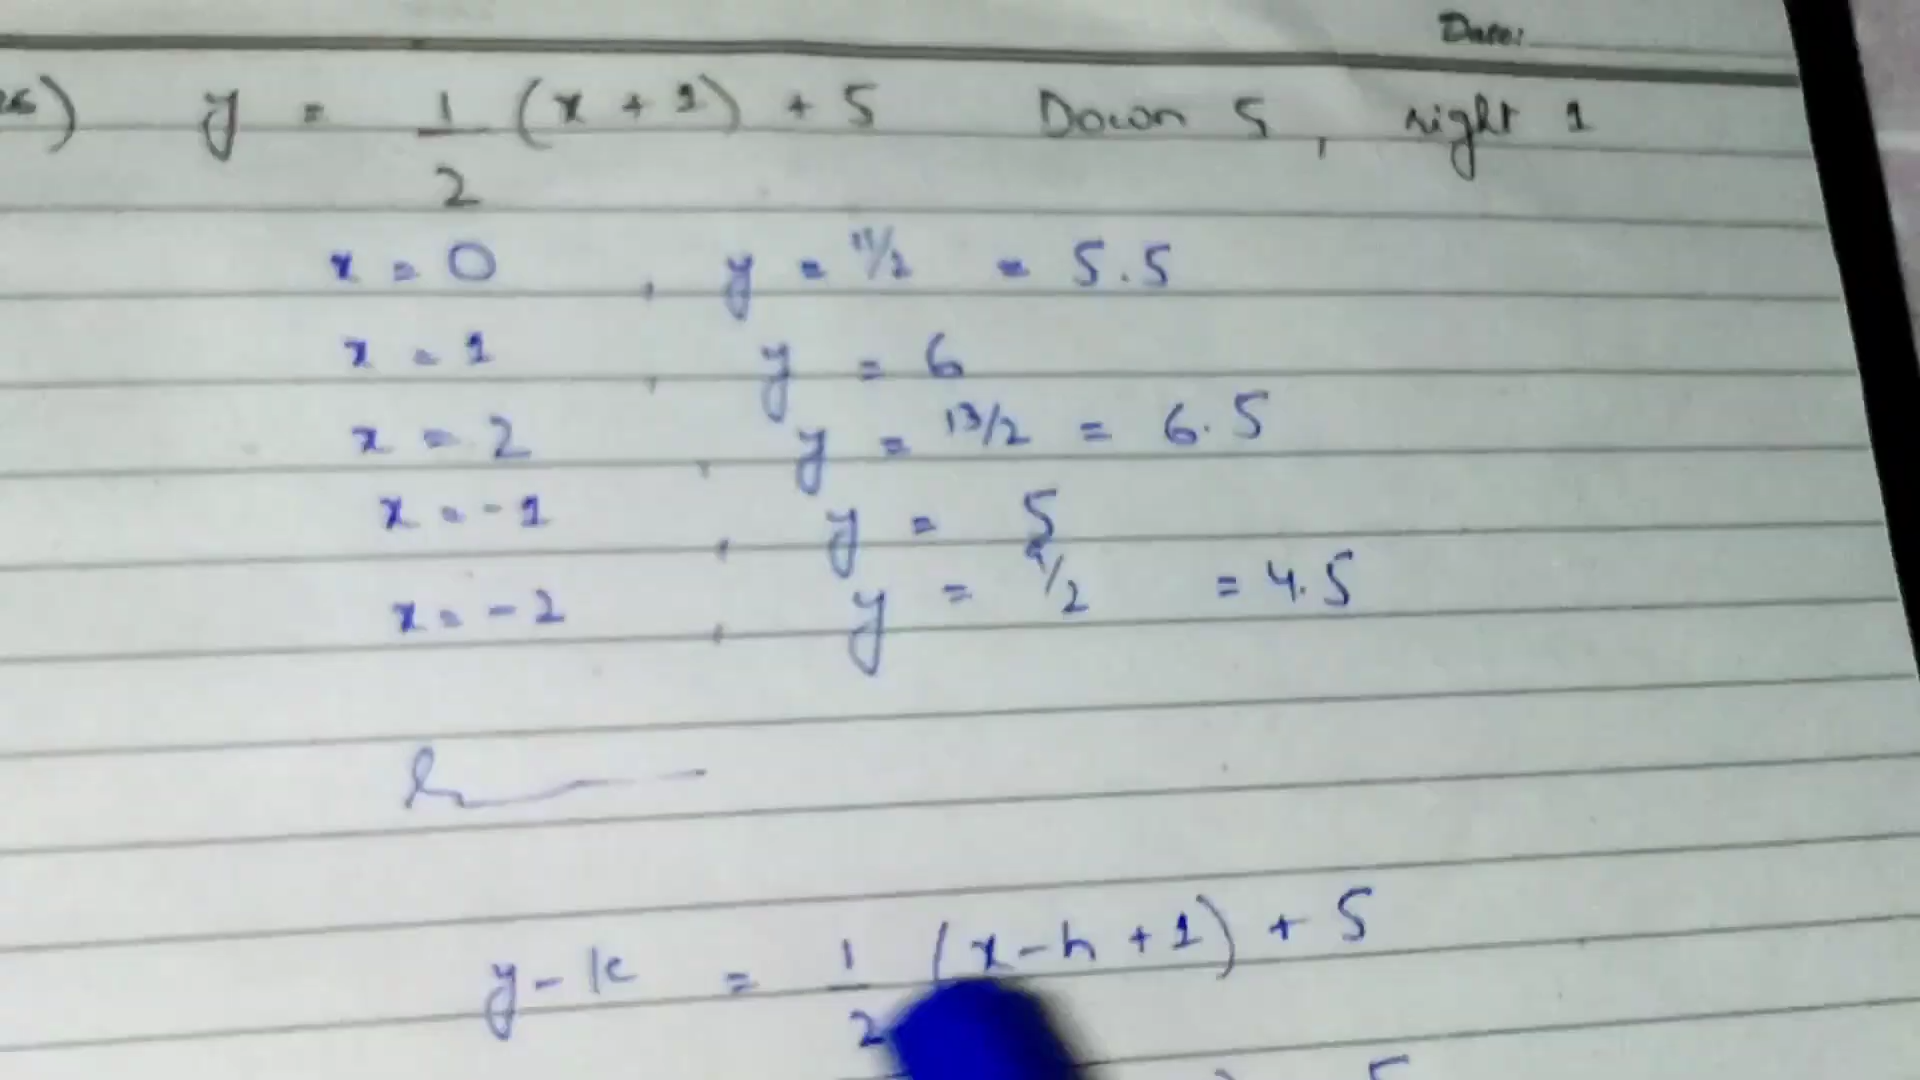 Date:
26) y = 1/2 (x + 1) + 5 Down 5, right 1
x = 0 , y = 11/2 = 5.5
x = 1 , y = 6
x = 2 , y = 13/2 = 6.5
x = -1 , y = 5
x = -2 , y = 9/2 = 4.5
y - k = 1/2 (x - h + 1) + 5